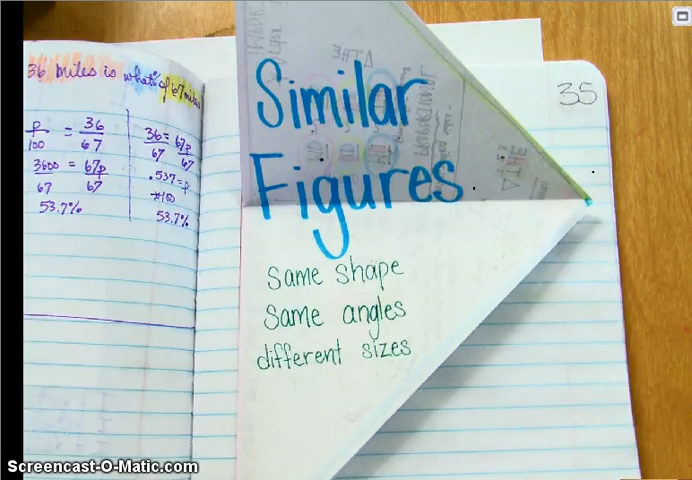 36 miles is what % of 67 miles
p/100 = 36/67
3600/67 = 67p/67
53.7%
36/67 = 67p/67
.537 = p
*100
53.7%
35
Similar
Figures
same shape
same angles
different sizes
Screencast-O-Matic.com